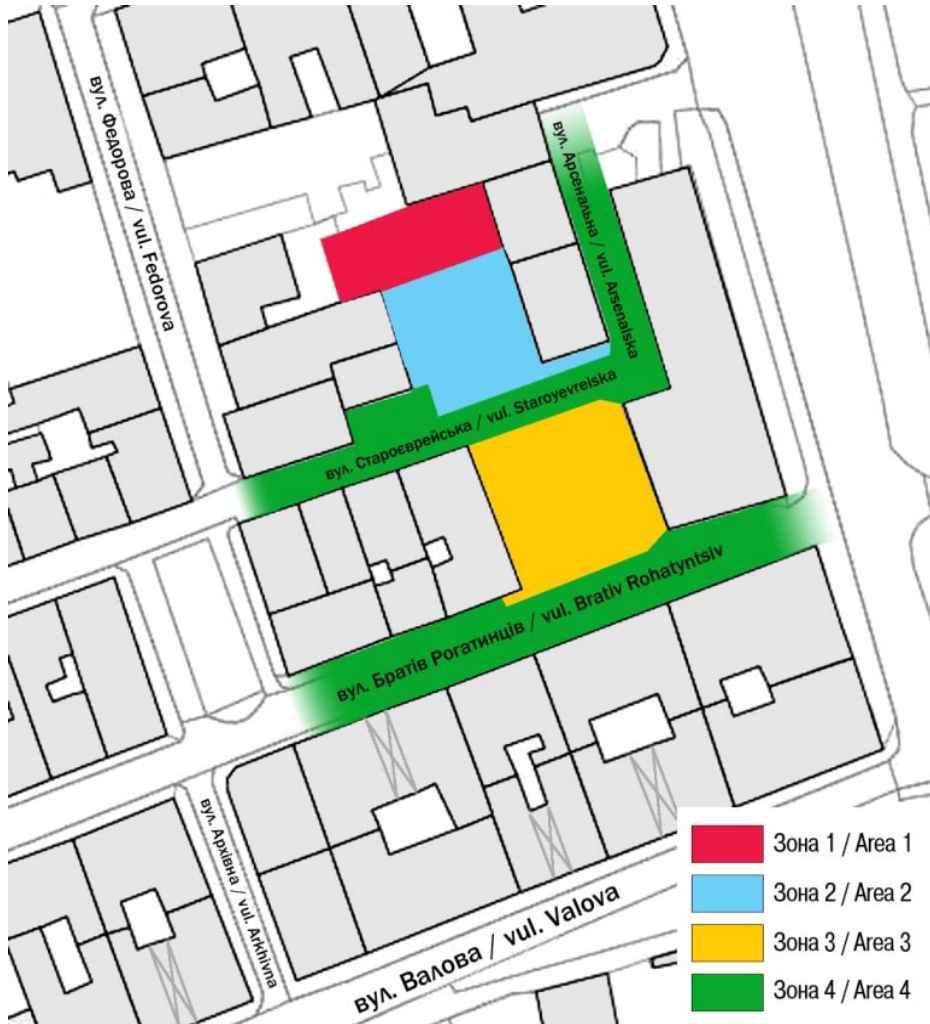 вул. Федорова / vul. Fedorova
вул. Арсенальна / vul. Arsenalska
вул. Староєврейська / vul. Staroyevreiska
вул. Братів Рогатинців / vul. Brativ Rohatyntsiv
вул. Архівна / vul. Arkhivna
вул. Валова / vul. Valova
Зона 1 / Area 1
Зона 2 / Area 2
Зона 3 / Area 3
Зона 4 / Area 4